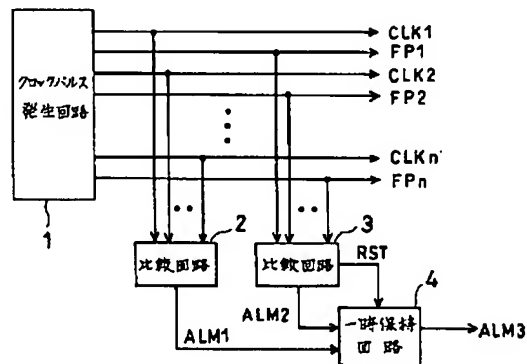 CLK1
FP1
CLK2
FP2
クロックパルス
発生回路
CLKn
FPn
1
2
3
比較回路
比較回路
RST
4
ALM2
ALM1
一時保持
回路
ALM3